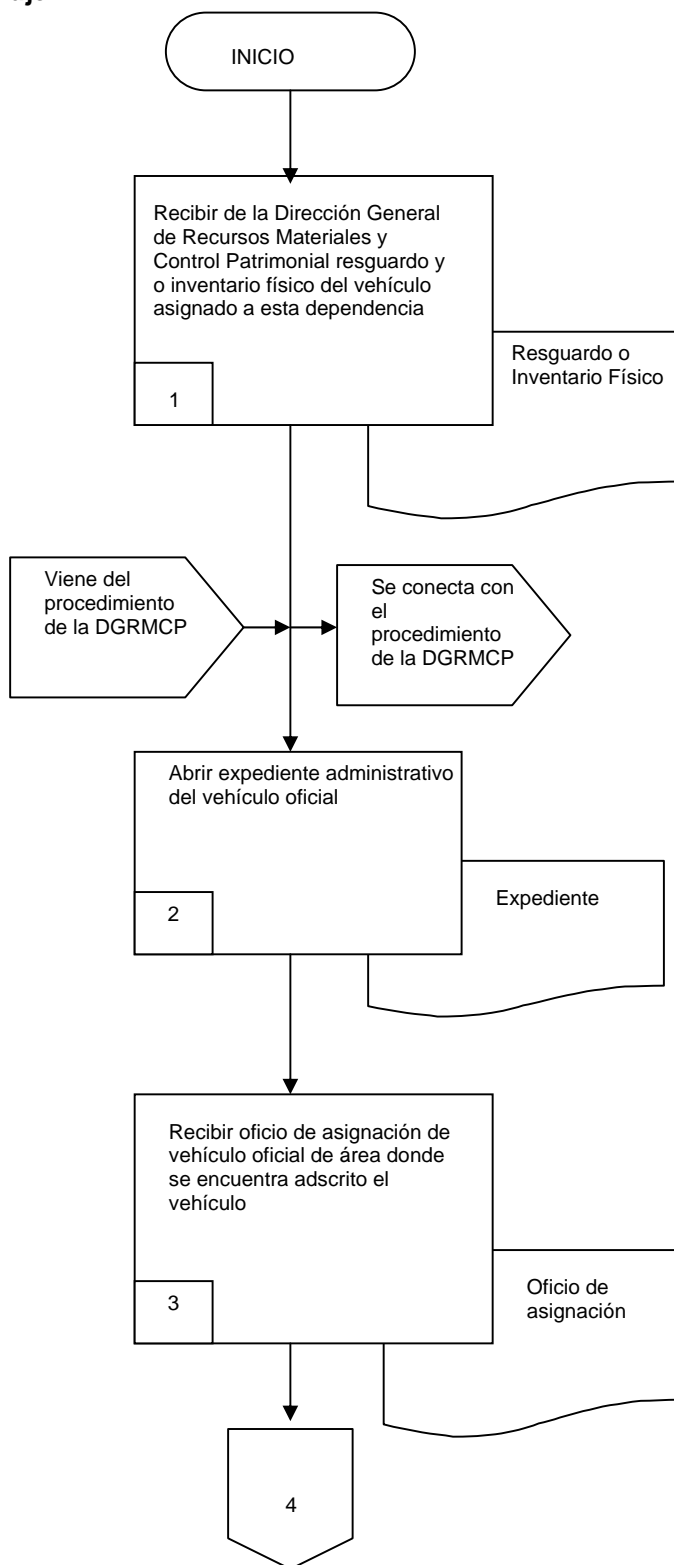 INICIO
Recibir de la Dirección General
de Recursos Materiales y
Control Patrimonial resguardo y
o inventario físico del vehículo
asignado a esta dependencia
1
Resguardo o
Inventario Físico
Viene del
procedimiento
de la DGRMCP
Se conecta con
el
procedimiento
de la DGRMCP
Abrir expediente administrativo
del vehículo oficial
2
Expediente
Recibir oficio de asignación de
vehículo oficial de área donde
se encuentra adscrito el
vehículo
3
Oficio de
asignación
4